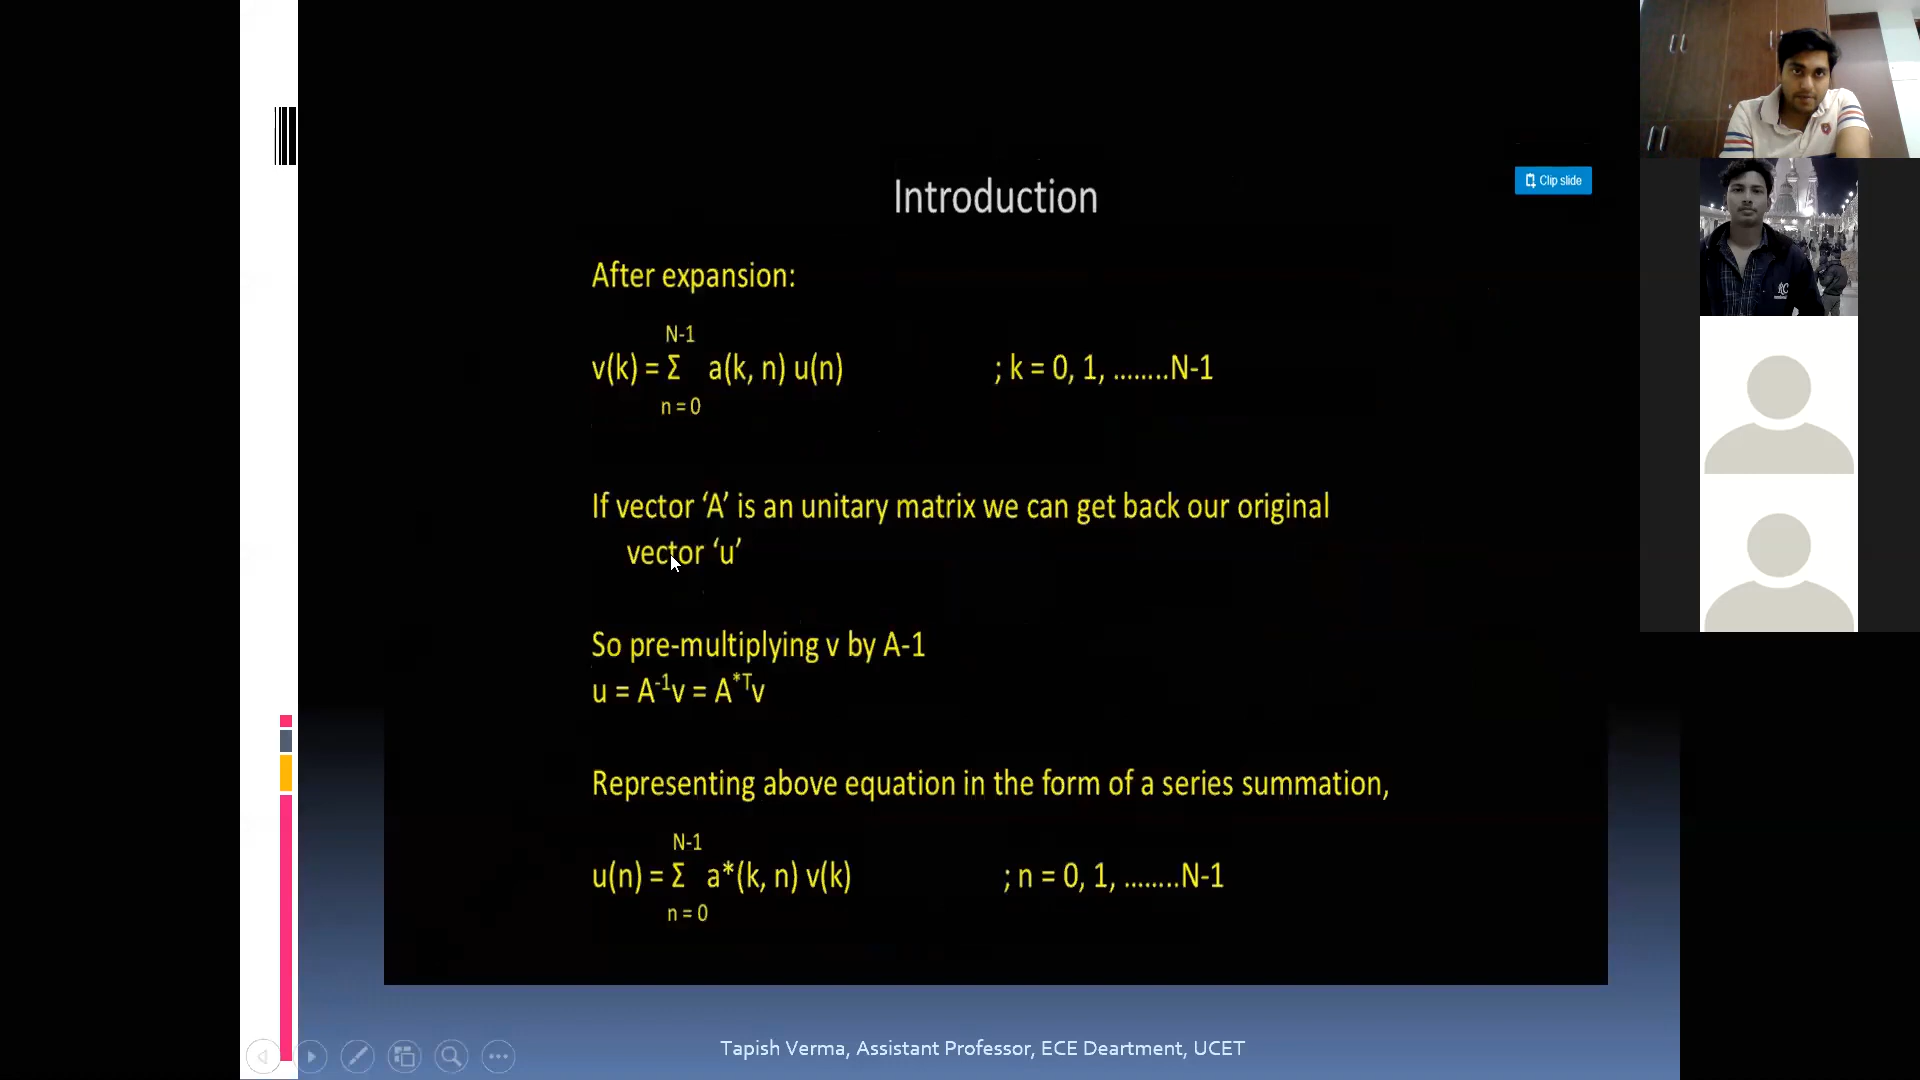 Introduction
Clip slide
After expansion:
N-1
v(k) = Σ a(k, n) u(n) ; k = 0, 1, ........N-1
n = 0
If vector ‘A’ is an unitary matrix we can get back our original
vector ‘u’
So pre-multiplying v by A-1
u = A⁻¹v = A*ᵀv
Representing above equation in the form of a series summation,
N-1
u(n) = Σ a*(k, n) v(k) ; n = 0, 1, ........N-1
n = 0
Tapish Verma, Assistant Professor, ECE Deartment, UCET